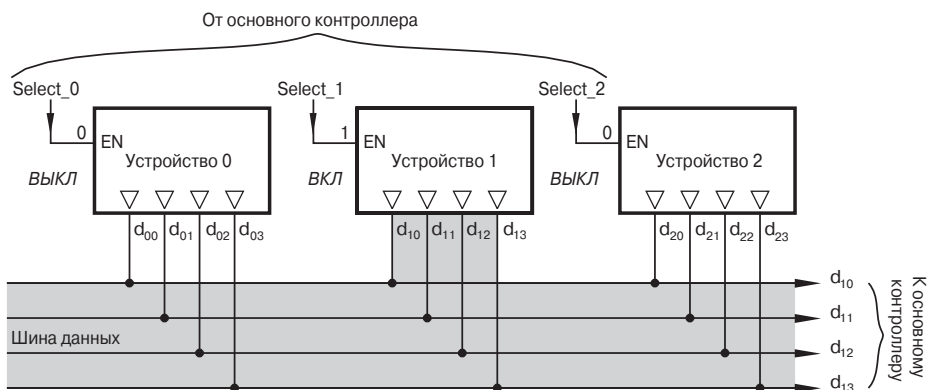 От основного контроллера
Select_0 Select_1 Select_2
0 EN 1 EN 0 EN
Устройство 0 Устройство 1 Устройство 2
ВЫКЛ ВКЛ ВЫКЛ
d00 d01 d02 d03 d10 d11 d12 d13 d20 d21 d22 d23
d10
d11
Шина данных
d12
d13
К основному
контроллеру